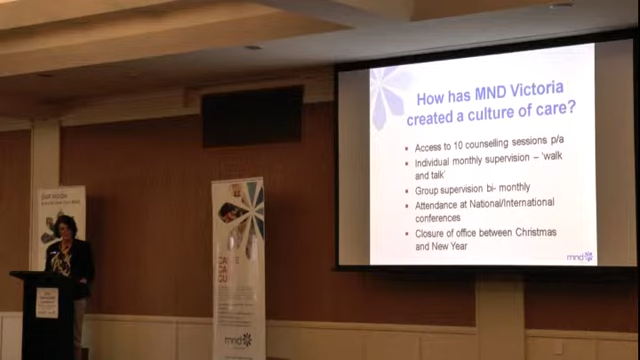 How has MND Victoria
created a culture of care?
• Access to 10 counselling sessions p/a
• Individual monthly supervision – 'walk
and talk'
• Group supervision bi- monthly
• Attendance at National/International
conferences
• Closure of office between Christmas
and New Year
mnd
mnd